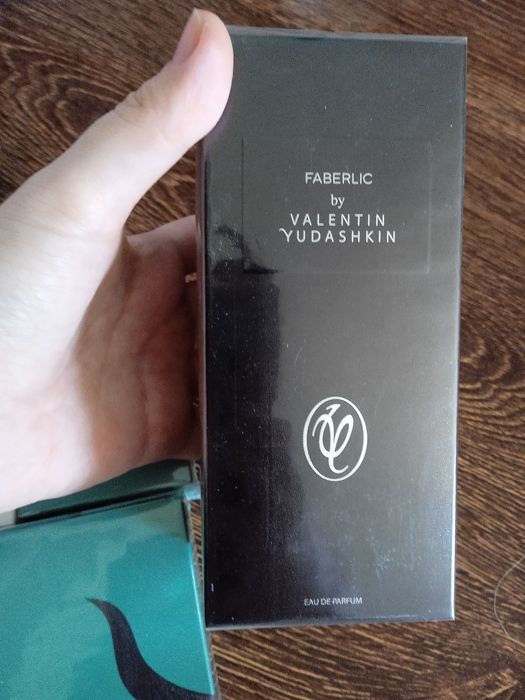 FABERLIC
by
VALENTIN
YUDASHKIN
EAU DE PARFUM